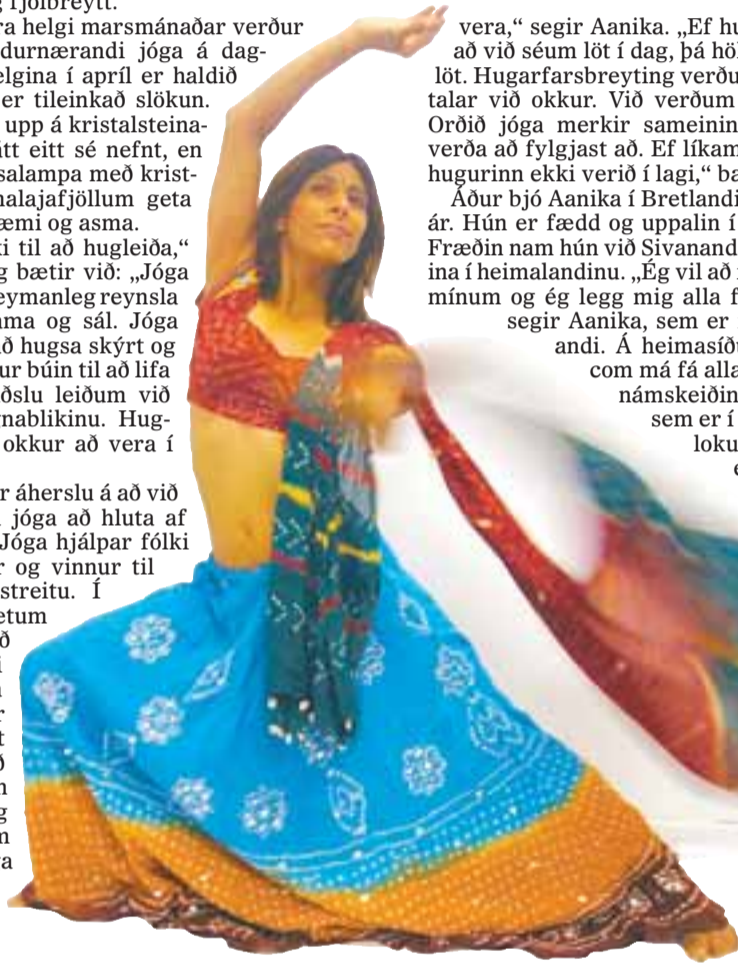 fjölbreytt.
helgi marsmánaðar verður
durnærandi jóga á dag-
elgina í apríl er haldið
er tileinkað slökun.
upp á kristalsteina-
eitt sé nefnt, en
salampa með krist-
nalajafjöllum geta
æmi og asma.
til að hugleiða,“
bætir við: „Jóga
eymanleg reynsla
ama og sál. Jóga
að hugsa skýrt og
ur búin til að lifa
ðslu leiðum við
gnablikinu. Hug-
okkur að vera í
r áherslu á að við
jóga að hluta af
Jóga hjálpar fólki
r og vinnur til
streitu. Í
etum
ð
i
r
t
ð
n
g
n
ra
vera,“ segir Aanika. „Ef hu
að við séum löt í dag, þá höl
löt. Hugarfarsbreyting verðu
talar við okkur. Við verðum
Orðið jóga merkir sameinin
verða að fylgjast að. Ef líkam
hugurinn ekki verið í lagi,“ ba
Áður bjó Aanika í Bretlandi
ár. Hún er fædd og uppalin í
Fræðin nam hún við Sivanand
ina í heimalandinu. „Ég vil að
mínum og ég legg mig alla f
segir Aanika, sem er
andi. Á heimasíðu
com má fá alla
námskeiðin
sem er í
loku
e